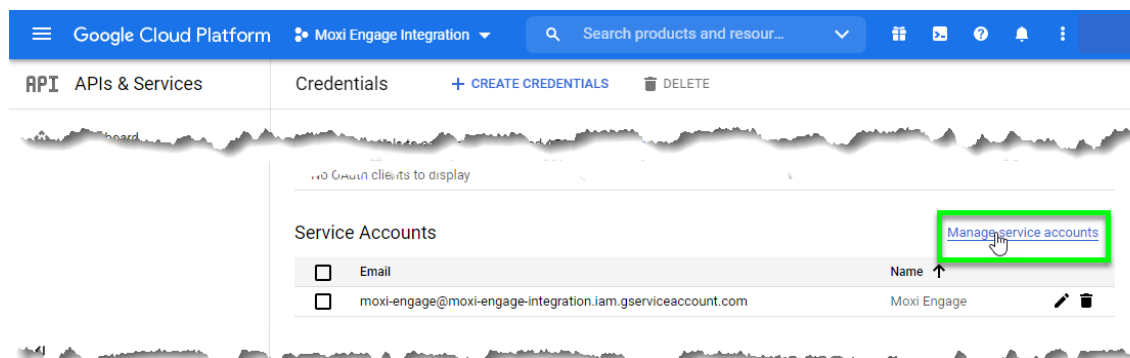 Google Cloud Platform
Moxi Engage Integration
Search products and resour...
API APIs & Services
Credentials
+ CREATE CREDENTIALS
DELETE
No OAuth clients to display
Service Accounts
Manage service accounts
Email
Name
moxi-engage@moxi-engage-integration.iam.gserviceaccount.com
Moxi Engage